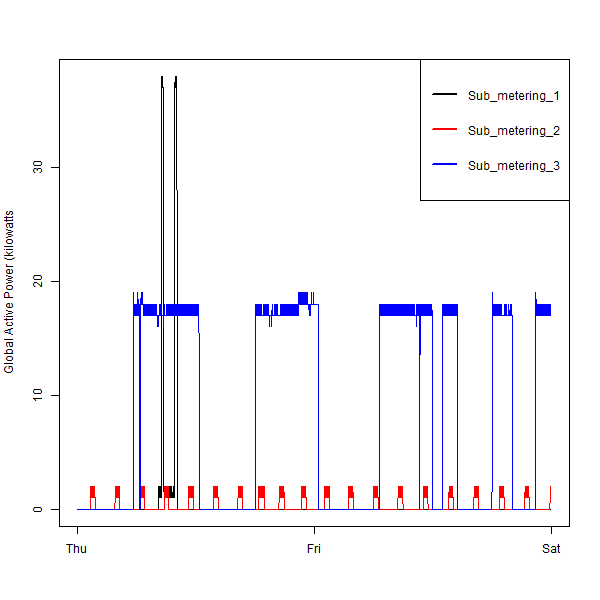 Sub_metering_1
Sub_metering_2
Sub_metering_3
Global Active Power (kilowatts
30
20
10
0
Thu Fri Sat